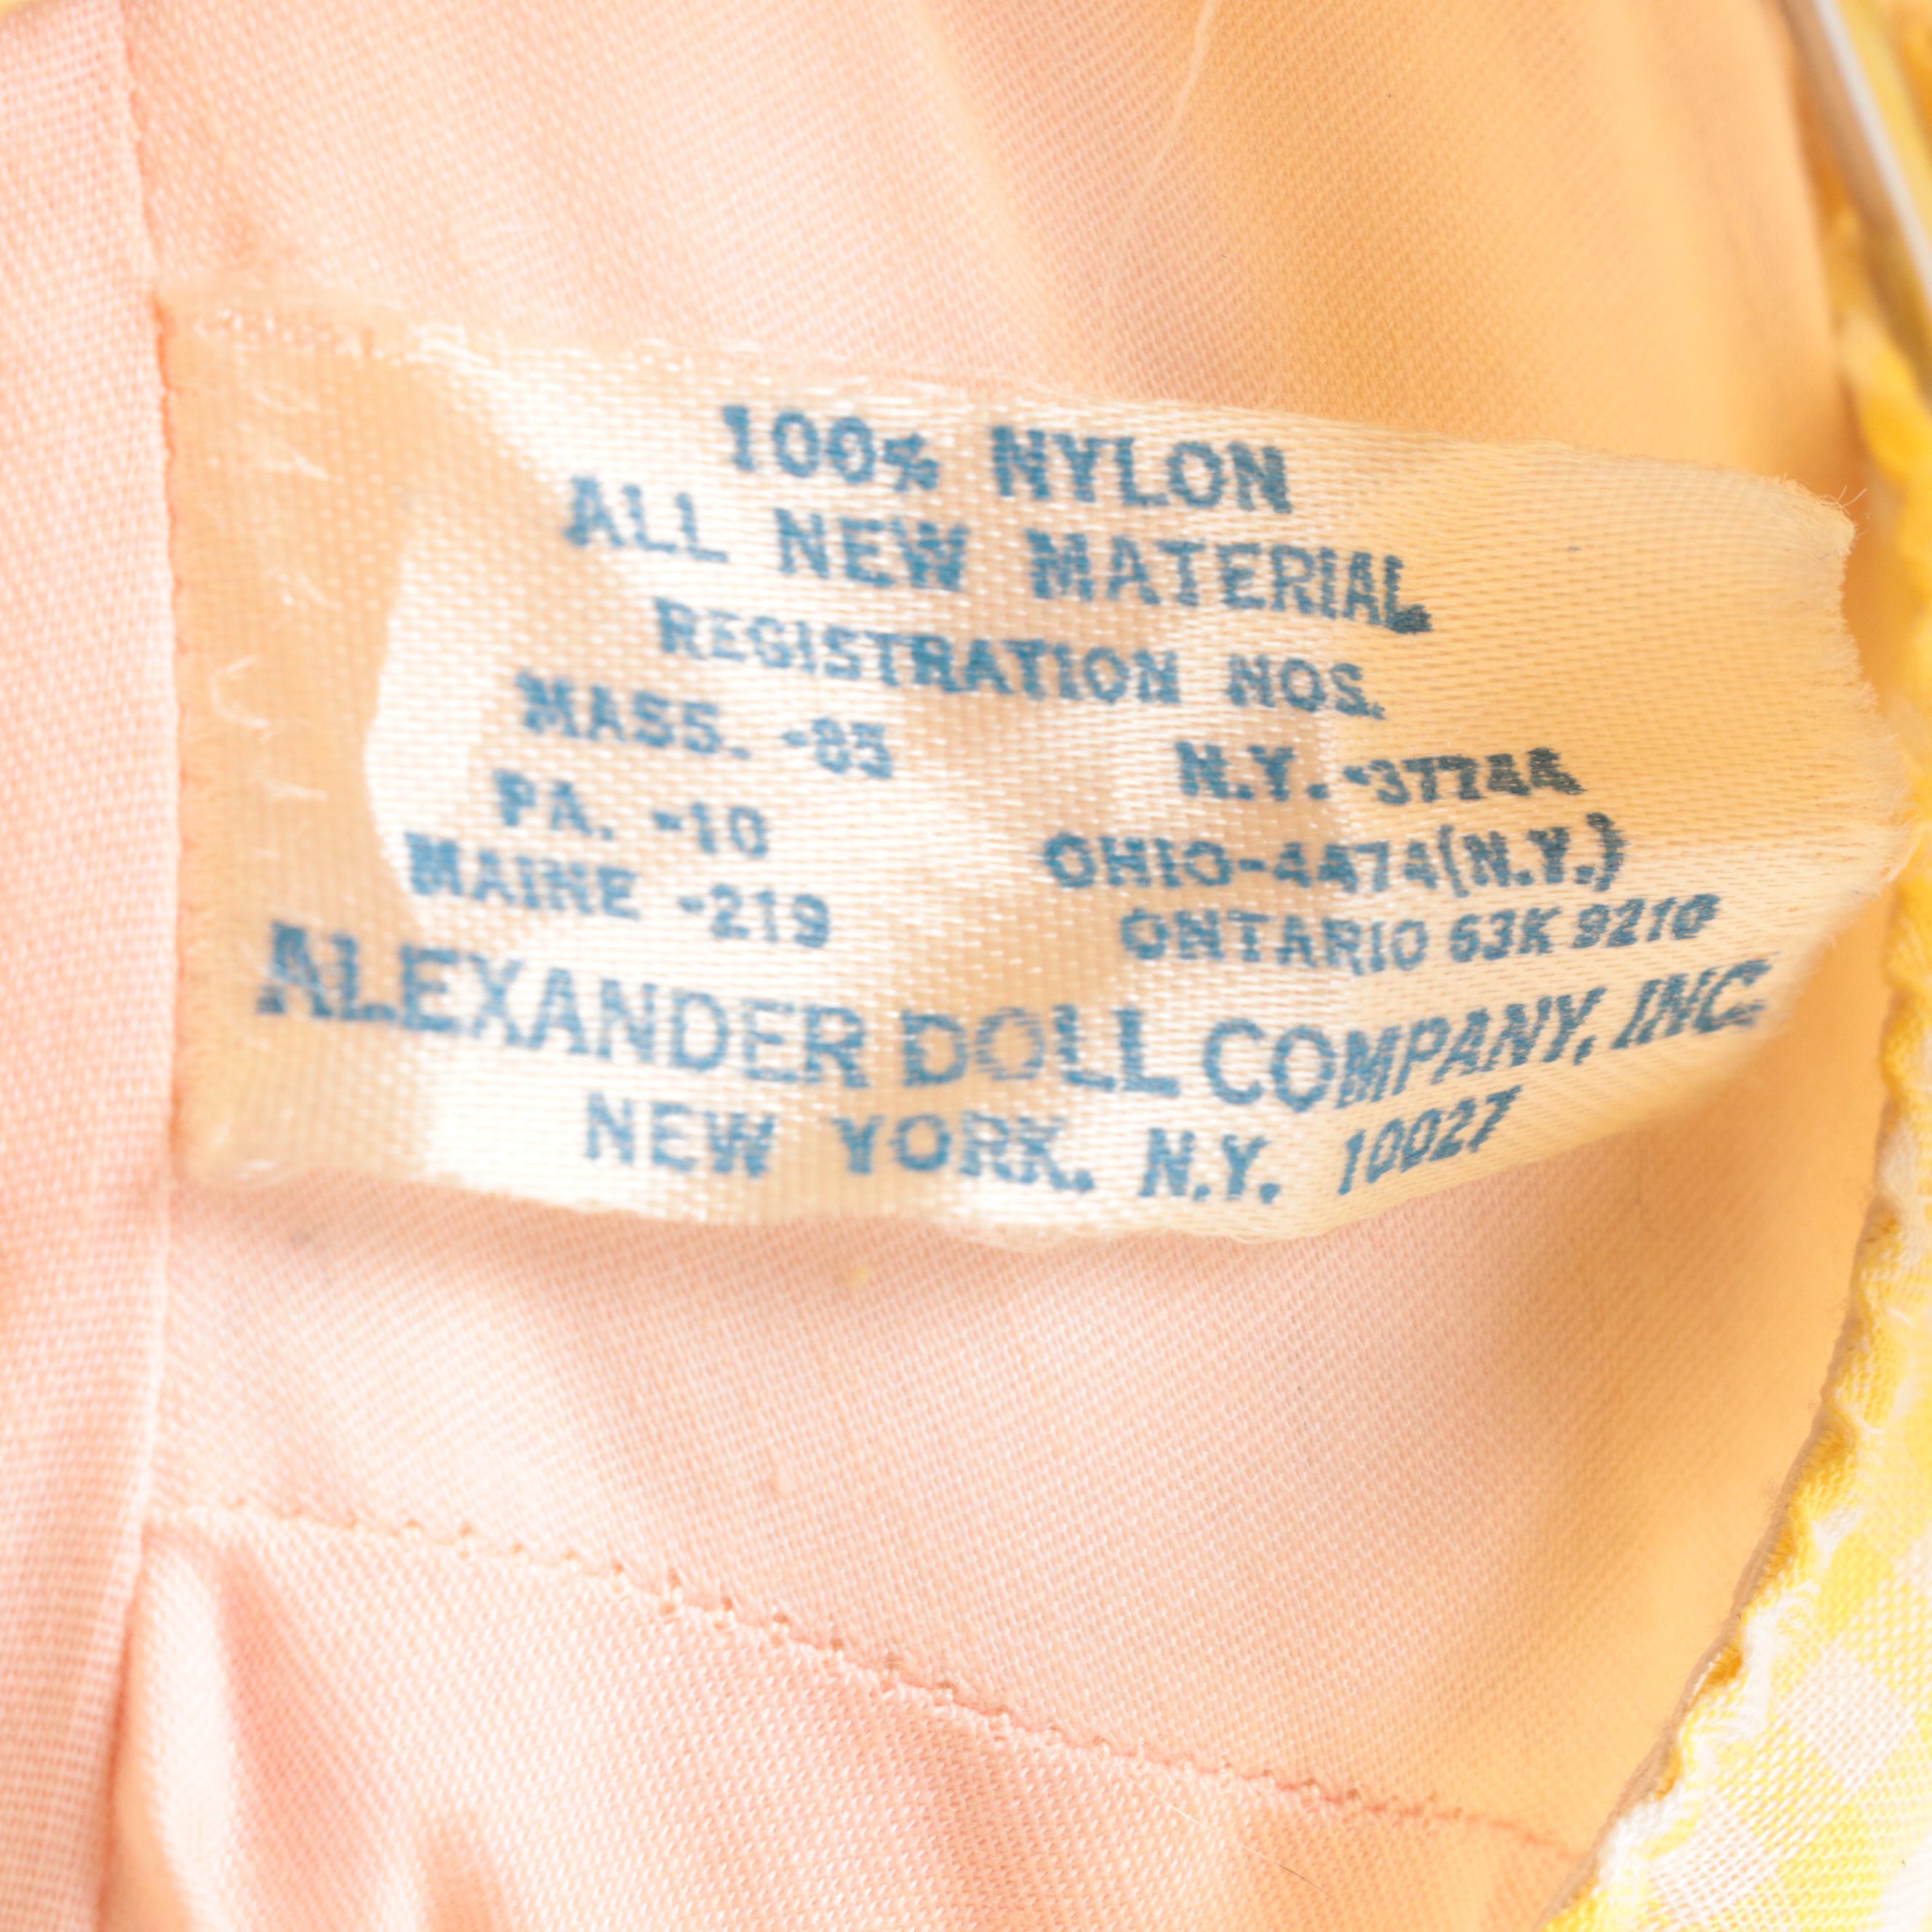 100% NYLON
ALL NEW MATERIAL
REGISTRATION NOS.
MASS. -85 N.Y. -37744
PA. -10 OHIO-4474(N.Y.)
MAINE -219 ONTARIO 63K 9210
ALEXANDER DOLL COMPANY, INC.
NEW YORK, N.Y. 10027